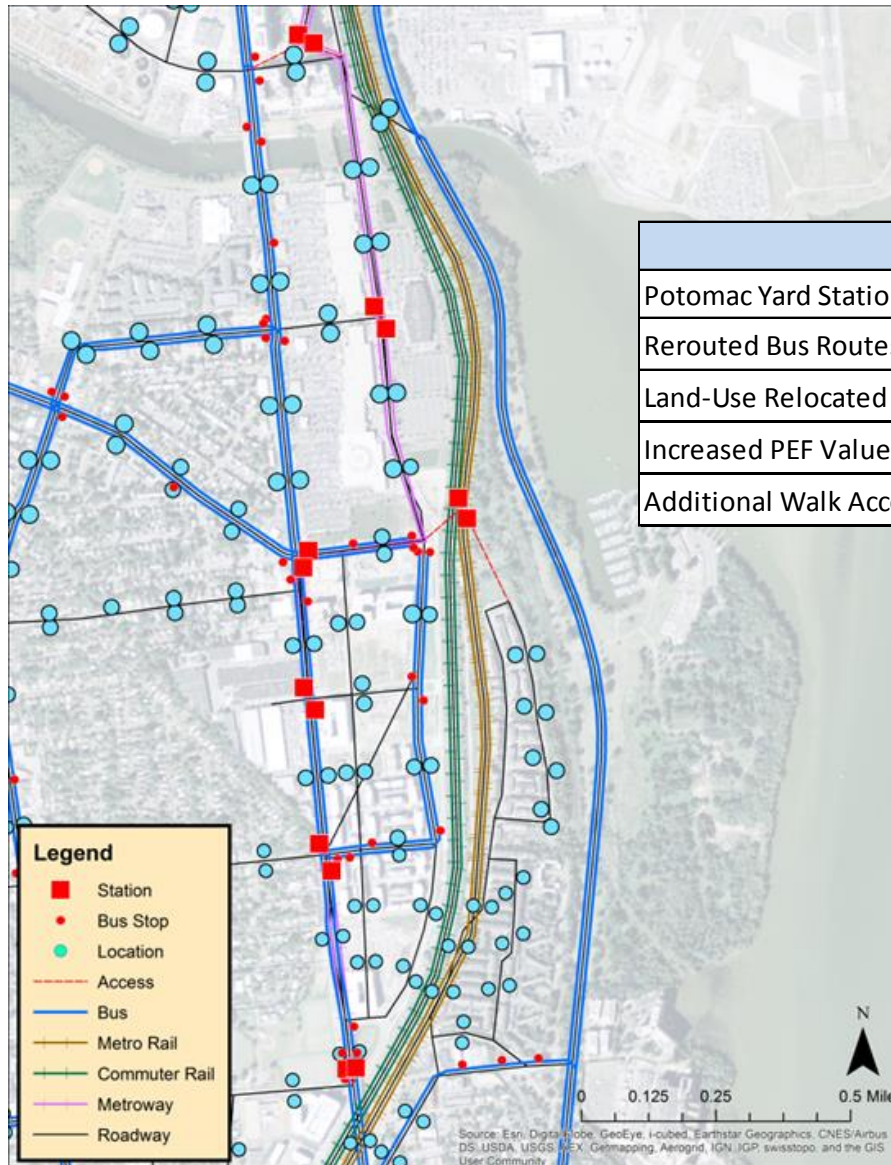 Potomac Yard Statio
Rerouted Bus Route
Land-Use Relocated
Increased PEF Value
Additional Walk Acc
Legend
Station
Bus Stop
Location
Access
Bus
Metro Rail
Commuter Rail
Metroway
Roadway
N
0 0.125 0.25 0.5 Mile
Source: Esri, DigitalGlobe, GeoEye, i-cubed, Earthstar Geographics, CNES/Airbus
DS, USDA, USGS, EX, Getmapping, Aerogrid, IGN, IGP, swisstopo, and the GIS
User Community